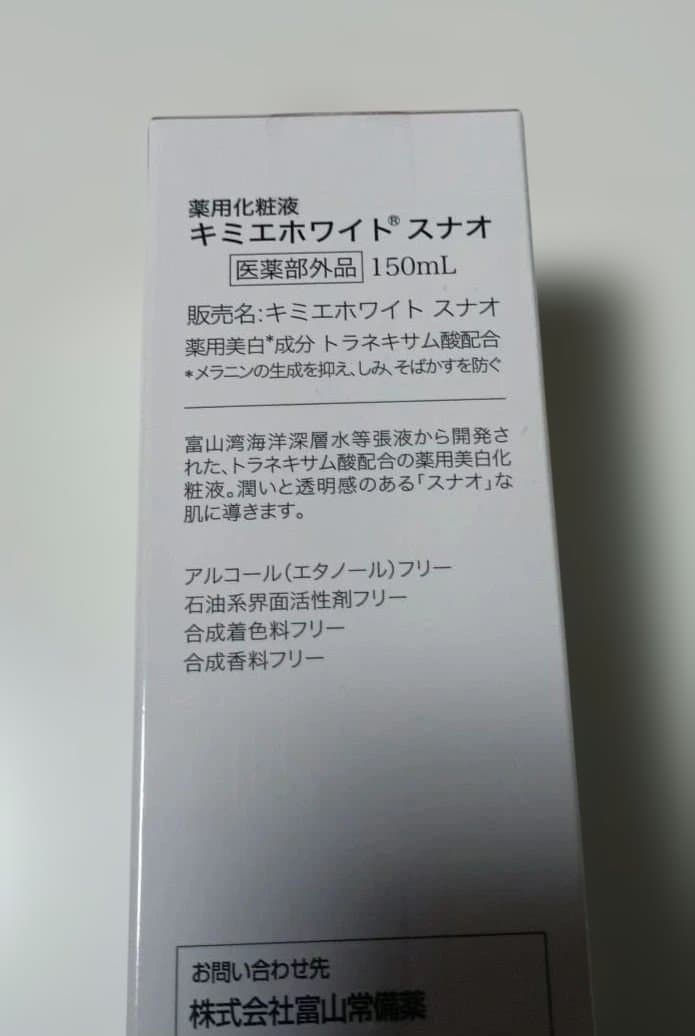 薬用化粧液
キミエホワイト®スナオ
医薬部外品 150mL
販売名:キミエホワイト スナオ
薬用美白*成分 トラネキサム酸配合
*メラニンの生成を抑え、しみ、そばかすを防ぐ
富山湾海洋深層水等張液から開発さ
れた、トラネキサム酸配合の薬用美白化
粧液。潤いと透明感のある「スナオ」な
肌に導きます。
アルコール(エタノール)フリー
石油系界面活性剤フリー
合成着色料フリー
合成香料フリー
お問い合わせ先
株式会社富山常備薬